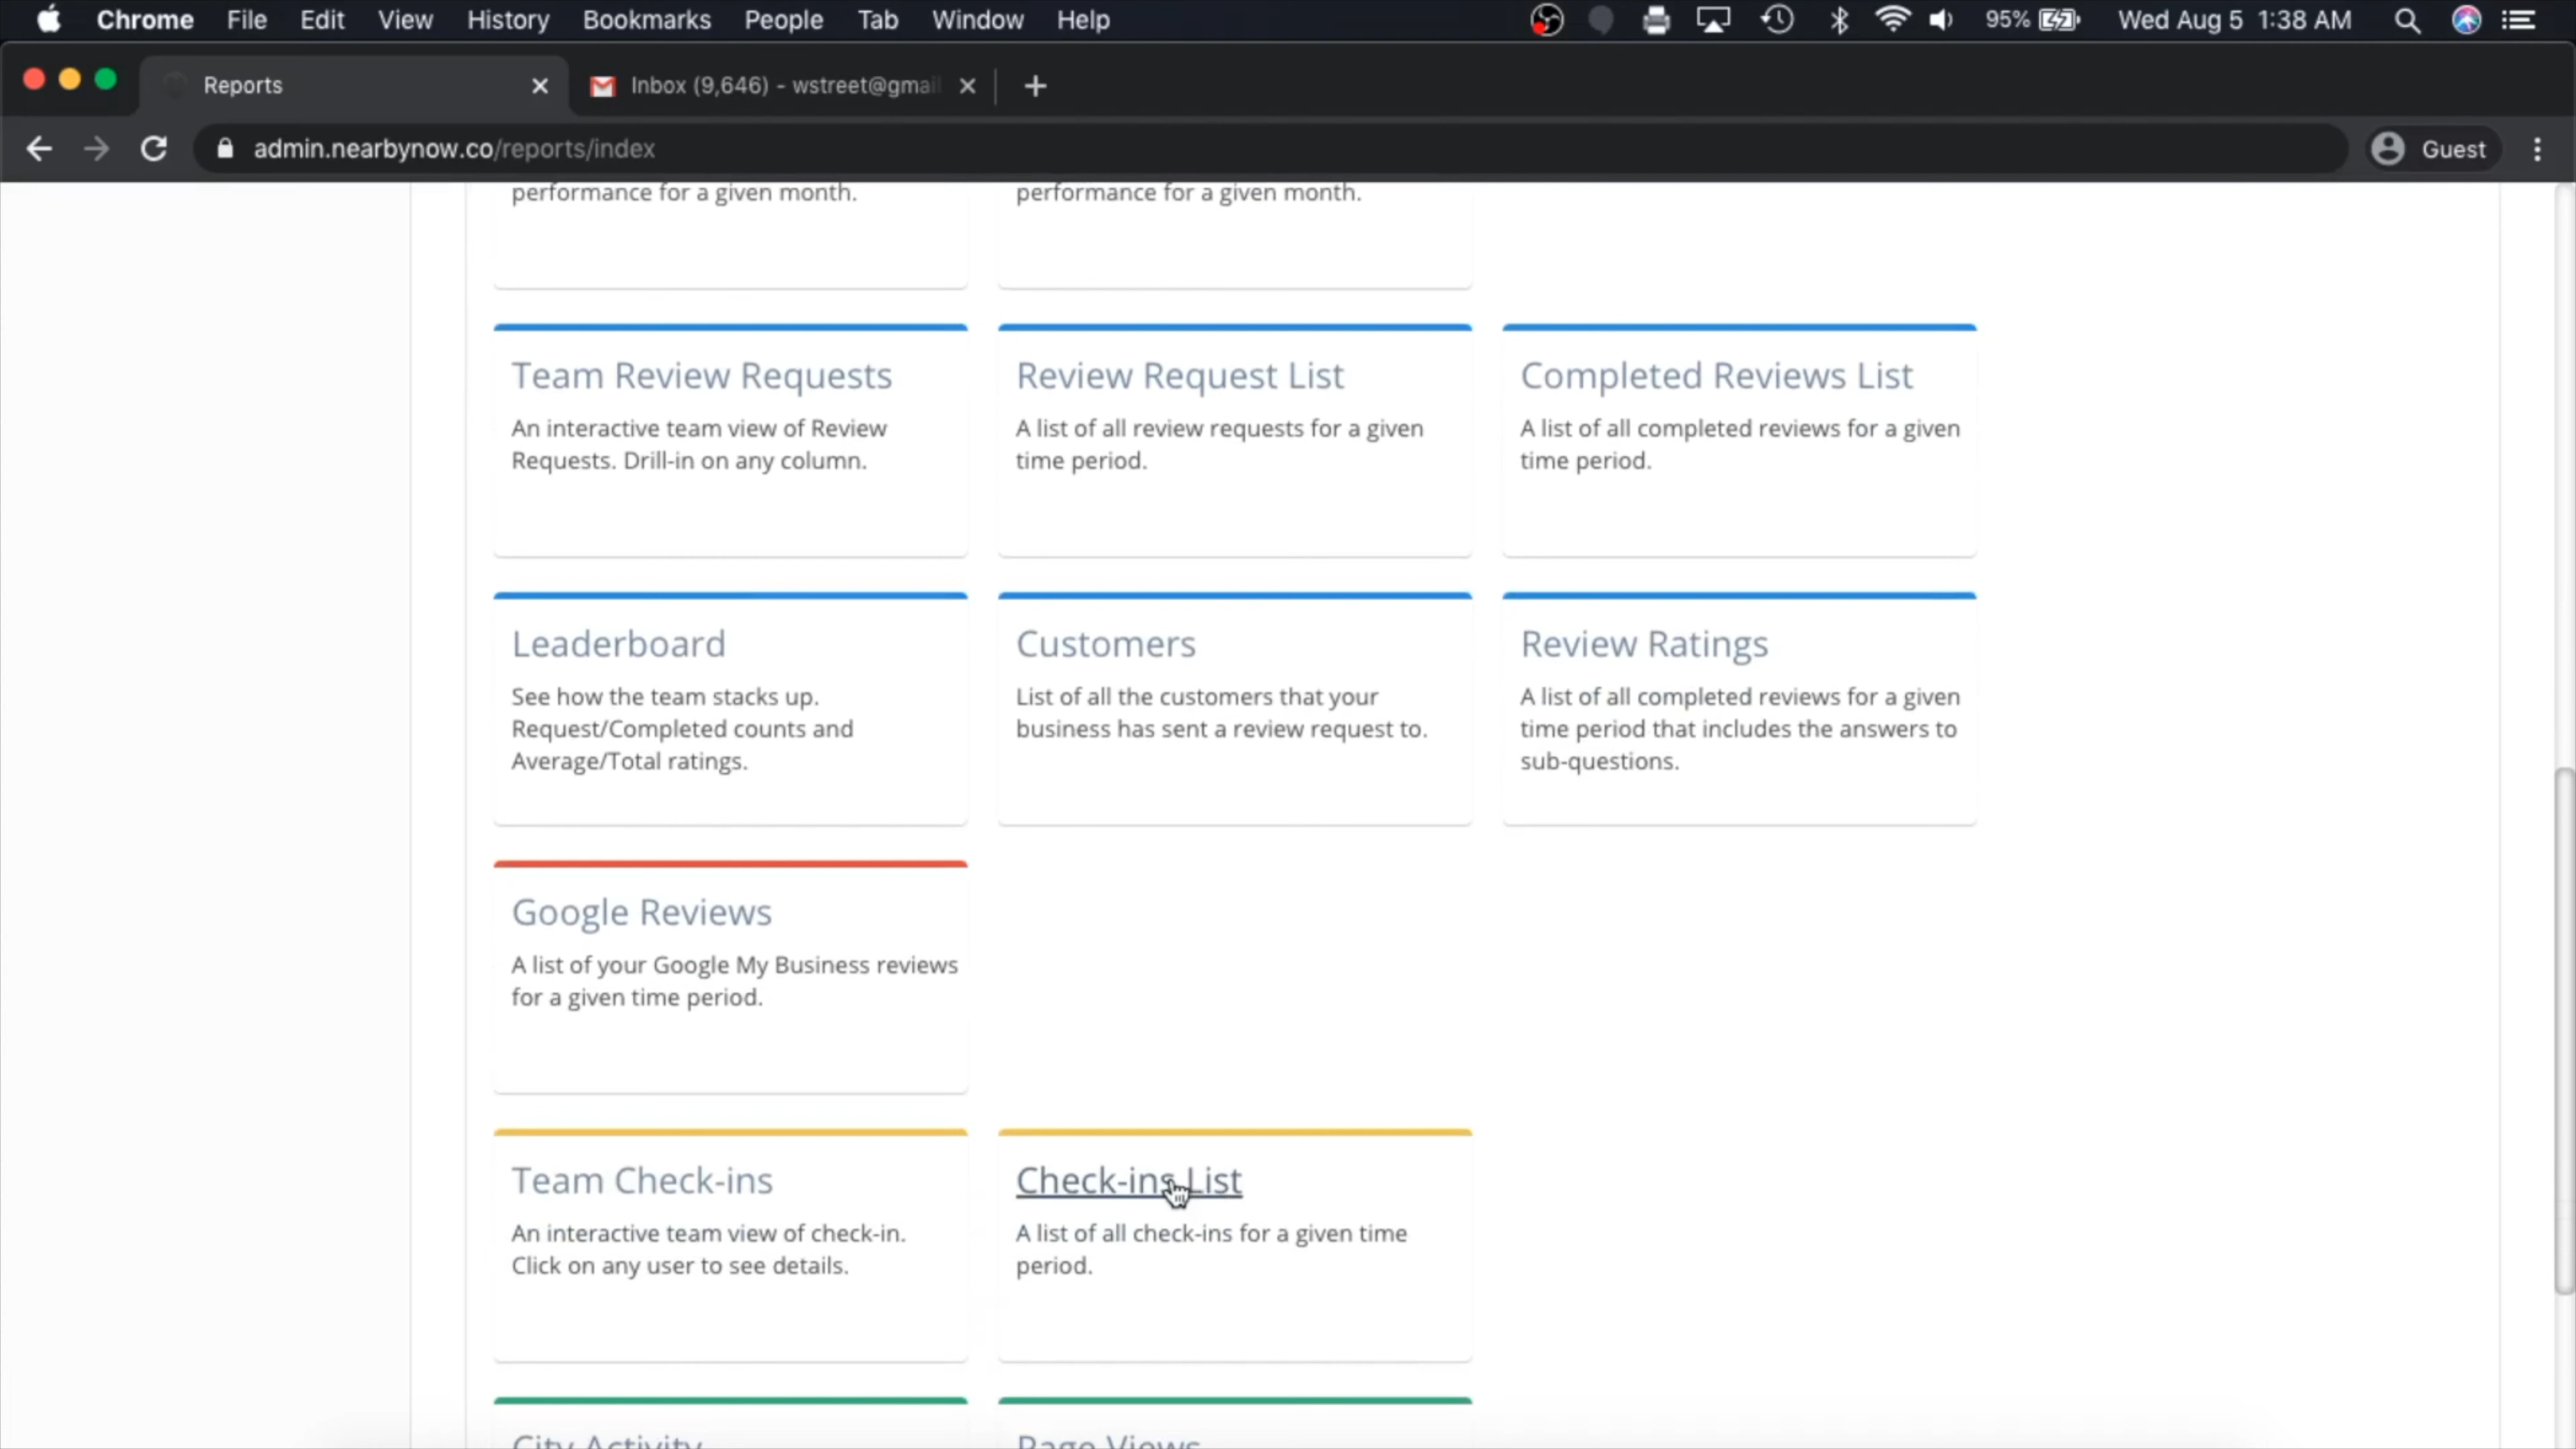 Chrome File Edit View History Bookmarks People Tab Window Help 95% Wed Aug 5 1:38 AM
Reports Inbox (9,646) - wstreet@gmail
admin.nearbynow.co/reports/index Guest
performance for a given month. performance for a given month.
Team Review Requests Review Request List Completed Reviews List
An interactive team view of Review A list of all review requests for a given A list of all completed reviews for a given
Requests. Drill-in on any column. time period. time period.
Leaderboard Customers Review Ratings
See how the team stacks up. List of all the customers that your A list of all completed reviews for a given
Request/Completed counts and business has sent a review request to. time period that includes the answers to
Average/Total ratings. sub-questions.
Google Reviews
A list of your Google My Business reviews
for a given time period.
Team Check-ins Check-ins List
An interactive team view of check-in. A list of all check-ins for a given time
Click on any user to see details. period.
City Activity Page Views